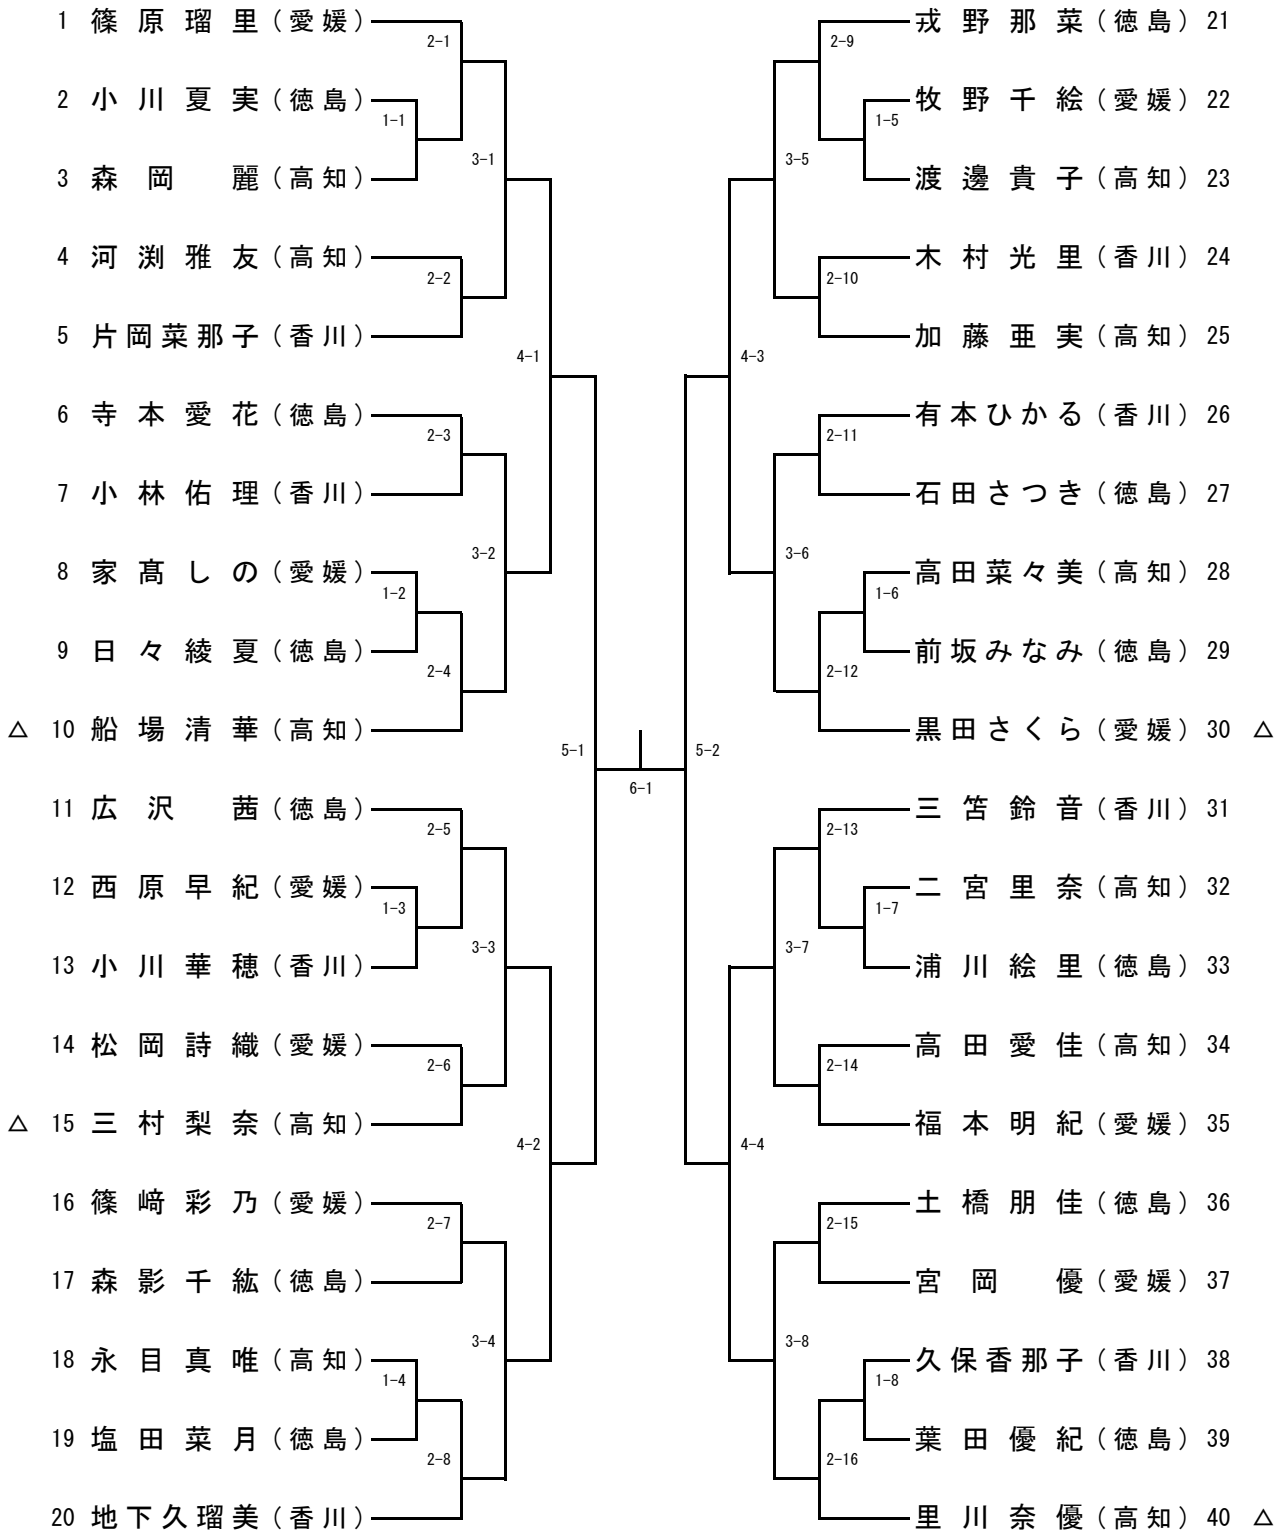 1 篠原瑠里（愛媛）
2-1
2 小川夏実（徳島）
1-1
3-1
3 森岡 麗（高知）
4 河渕雅友（高知）
2-2
5 片岡菜那子（香川）
4-1
6 寺本愛花（徳島）
2-3
7 小林佑理（香川）
3-2
8 家髙しの（愛媛）
1-2
9 日々綾夏（徳島）
2-4
△ 10 船場清華（高知）
5-1
11 広沢 茜（徳島）
2-5
12 西原早紀（愛媛）
1-3
3-3
13 小川華穂（香川）
14 松岡詩織（愛媛）
2-6
△ 15 三村梨奈（高知）
4-2
16 篠﨑彩乃（愛媛）
2-7
17 森影千紘（徳島）
3-4
18 永目真唯（高知）
1-4
19 塩田菜月（徳島）
2-8
20 地下久瑠美（香川）
6-1
戎野那菜（徳島）21
2-9
牧野千絵（愛媛）22
1-5
3-5
渡邊貴子（高知）23
木村光里（香川）24
2-10
加藤亜実（高知）25
4-3
有本ひかる（香川）26
2-11
石田さつき（徳島）27
3-6
高田菜々美（高知）28
1-6
前坂みなみ（徳島）29
2-12
黒田さくら（愛媛）30 △
5-2
三笘鈴音（香川）31
2-13
二宮里奈（高知）32
1-7
3-7
浦川絵里（徳島）33
高田愛佳（高知）34
2-14
福本明紀（愛媛）35
4-4
土橋朋佳（徳島）36
2-15
宮岡 優（愛媛）37
3-8
久保香那子（香川）38
1-8
葉田優紀（徳島）39
2-16
里川奈優（高知）40 △